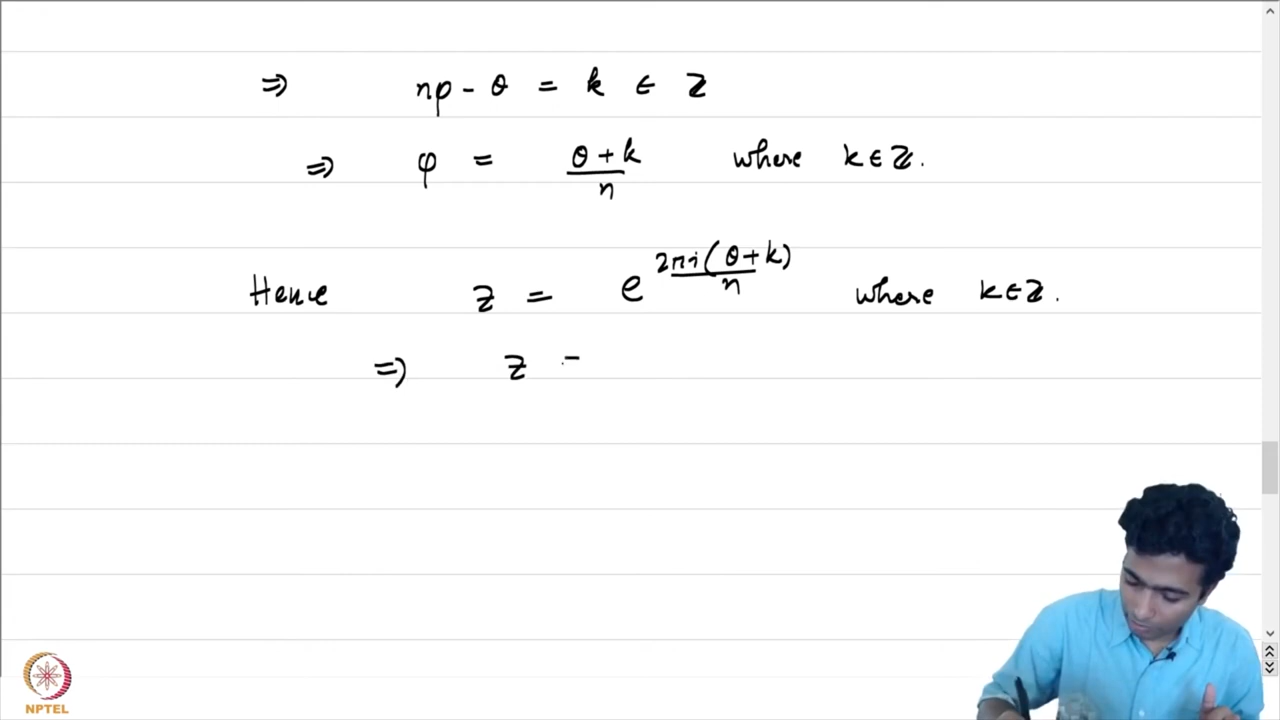 ⇒ nφ - θ = k ∈ ℤ
⇒ φ = (θ + k)/n where k ∈ ℤ.
Hence z = e^(2πi(θ+k)/n) where k ∈ ℤ.
⇒ z =
NPTEL